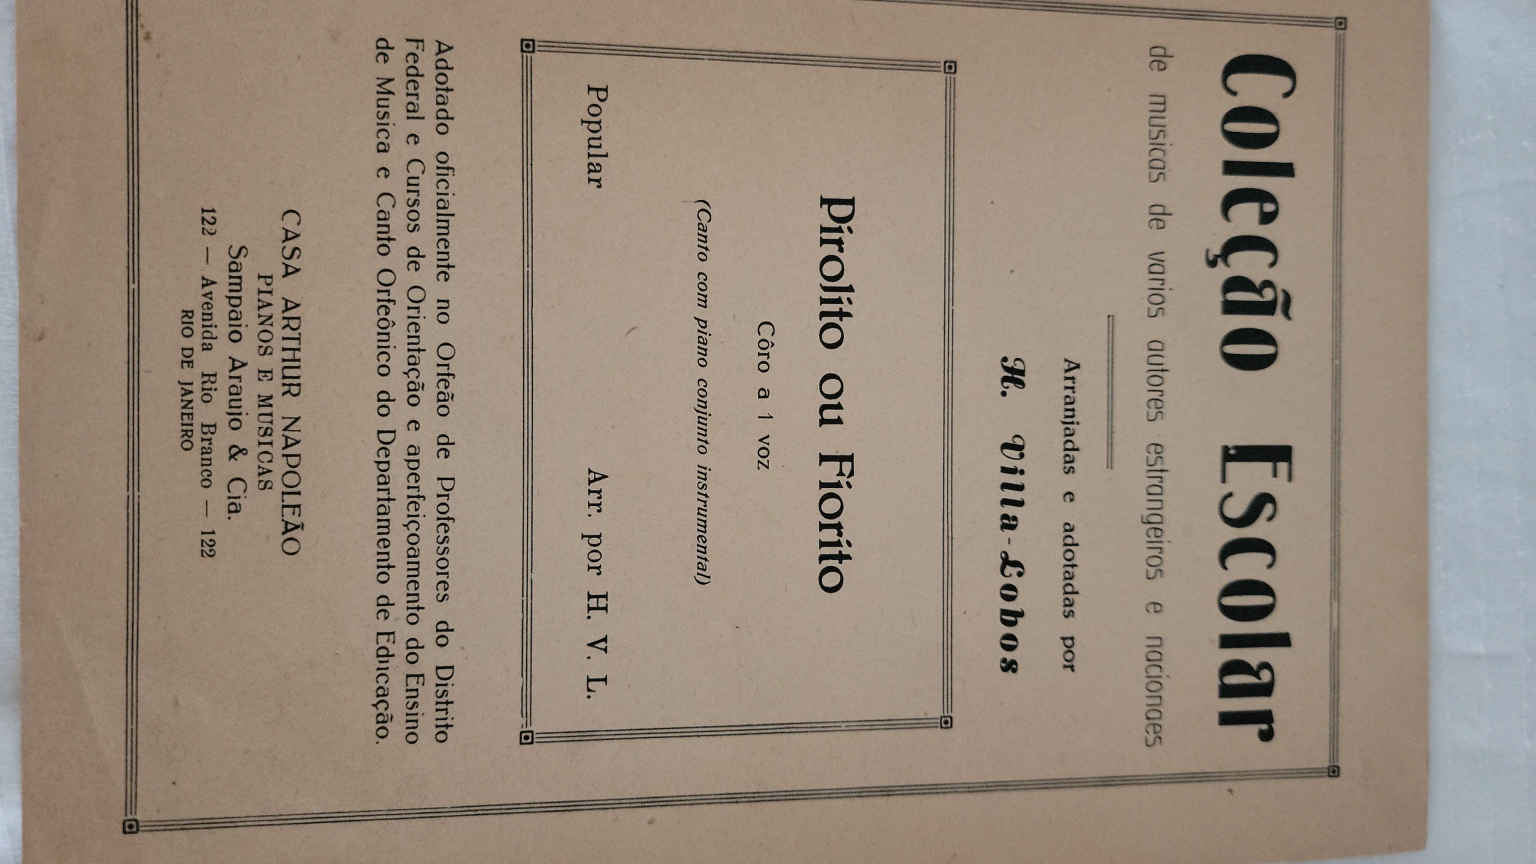 Coleção Escolar
de musicas de varios autores estrangeiros e nacionaes
Arranjadas e adotadas por
H. Villa-Lobos
Pirolito ou Fiorito
Côro a 1 voz
(Canto com piano conjunto instrumental)
Popular Arr. por H. V. L.
Adotado oficialmente no Orfeão de Professores do Distrito
Federal e Cursos de Orientação e aperfeiçoamento do Ensino
de Musica e Canto Orfeônico do Departamento de Educação.
CASA ARTHUR NAPOLEÃO
PIANOS E MUSICAS
Sampaio Araujo & Cia.
122 — Avenida Rio Branco — 122
RIO DE JANEIRO